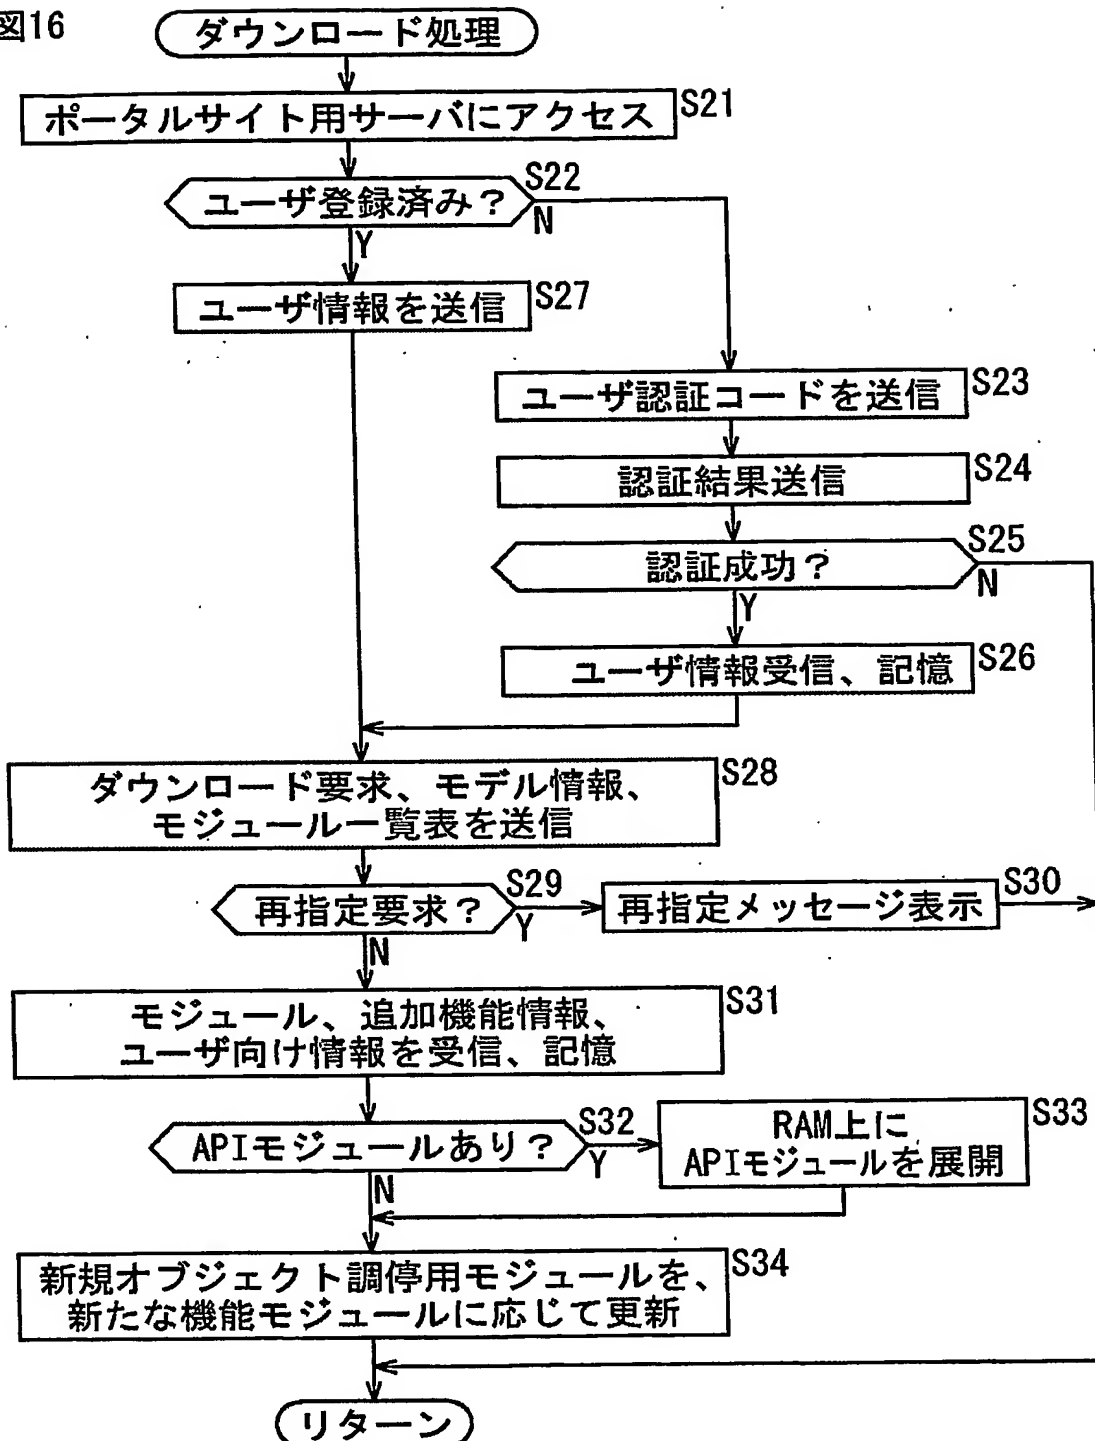 図16
ダウンロード処理
ポータルサイト用サーバにアクセス
S21
ユーザ登録済み？
S22
N
Y
ユーザ情報を送信
S27
ユーザ認証コードを送信
S23
認証結果送信
S24
認証成功？
S25
N
Y
ユーザ情報受信、記憶
S26
ダウンロード要求、モデル情報、
モジュール一覧表を送信
S28
再指定要求？
S29
Y
N
再指定メッセージ表示
S30
モジュール、追加機能情報、
ユーザ向け情報を受信、記憶
S31
APIモジュールあり？
S32
Y
N
RAM上に
APIモジュールを展開
S33
新規オブジェクト調停用モジュールを、
新たな機能モジュールに応じて更新
S34
リターン